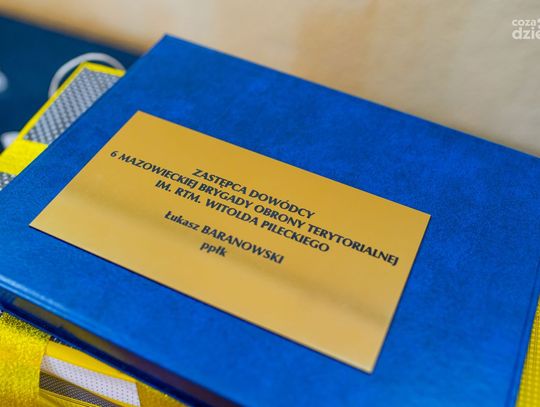 ZASTĘPCA DOWÓDCY
6 MAZOWIECKIEJ BRYGADY OBRONY TERYTORIALNEJ
IM. RTM. WITOLDA PILECKIEGO
Łukasz BARANOWSKI
ppłk